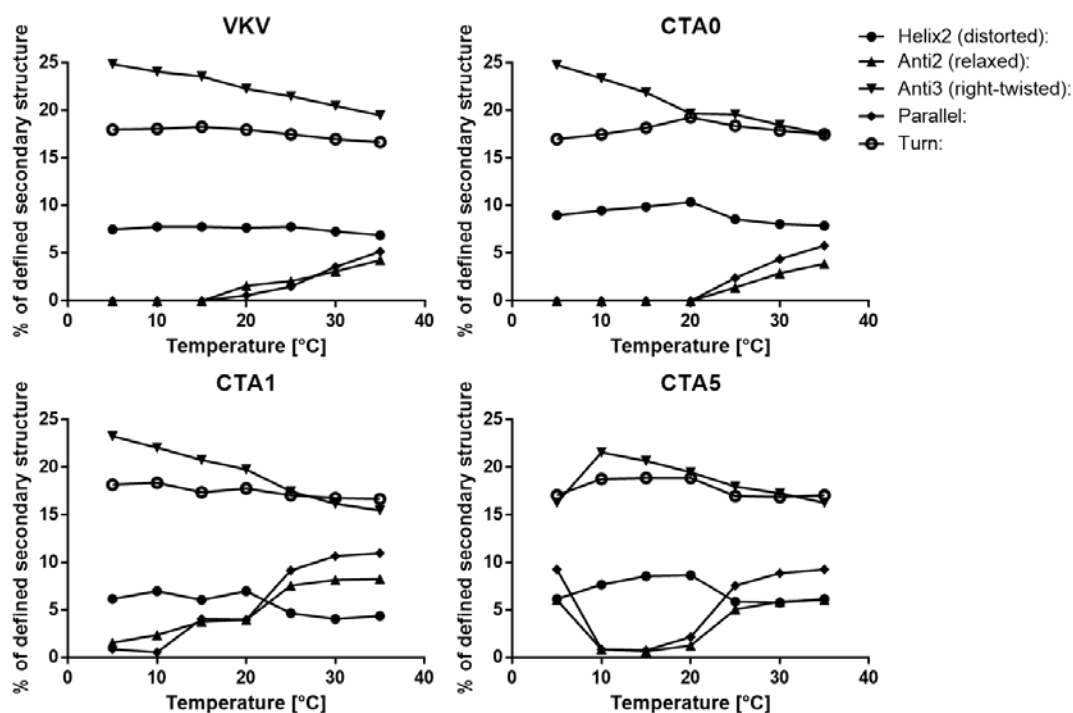 VKV
% of defined secondary structure
25
20
15
10
5
0
0 10 20 30 40
Temperature [°C]
CTA0
% of defined secondary structure
25
20
15
10
5
0
0 10 20 30 40
Temperature [°C]
Helix2 (distorted):
Anti2 (relaxed):
Anti3 (right-twisted):
Parallel:
Turn:
CTA1
% of defined secondary structure
25
20
15
10
5
0
0 10 20 30 40
Temperature [°C]
CTA5
% of defined secondary structure
25
20
15
10
5
0
0 10 20 30 40
Temperature [°C]